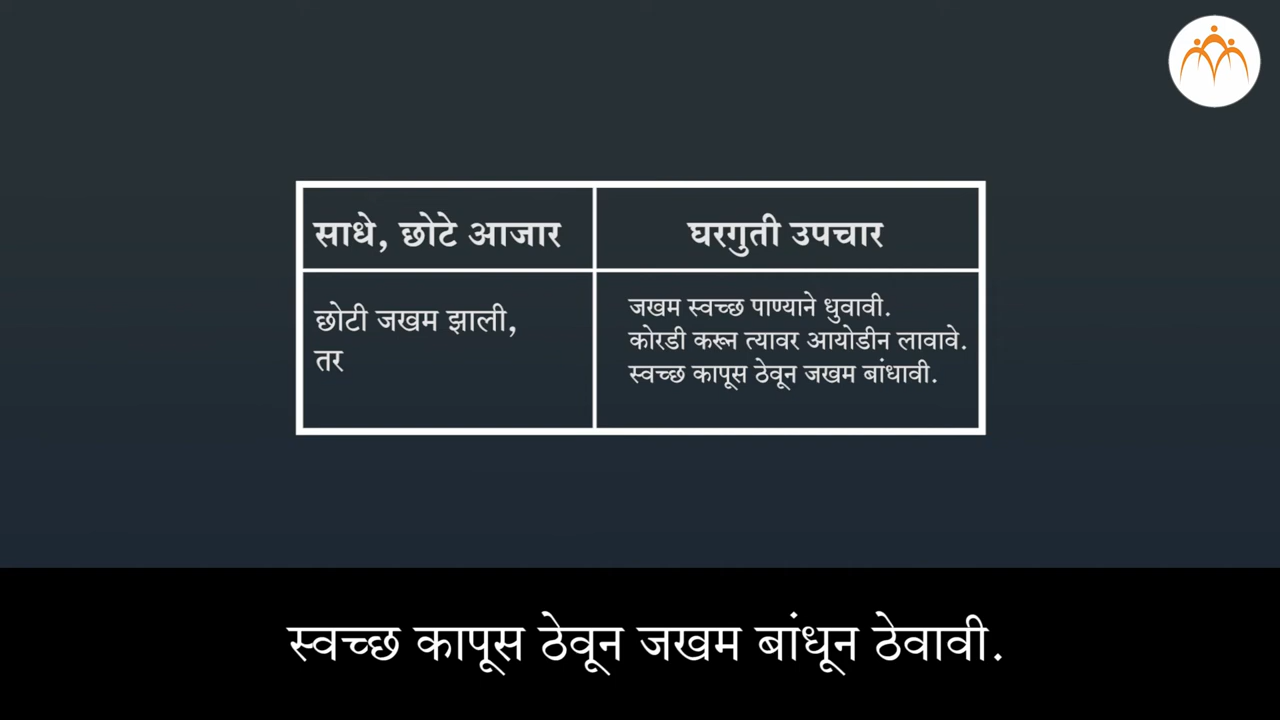 साधे, छोटे आजार
घरगुती उपचार
छोटी जखम झाली,
तर
जखम स्वच्छ पाण्याने धुवावी.
कोरडी करून त्यावर आयोडीन लावावे.
स्वच्छ कापूस ठेवून जखम बांधावी.
स्वच्छ कापूस ठेवून जखम बांधून ठेवावी.